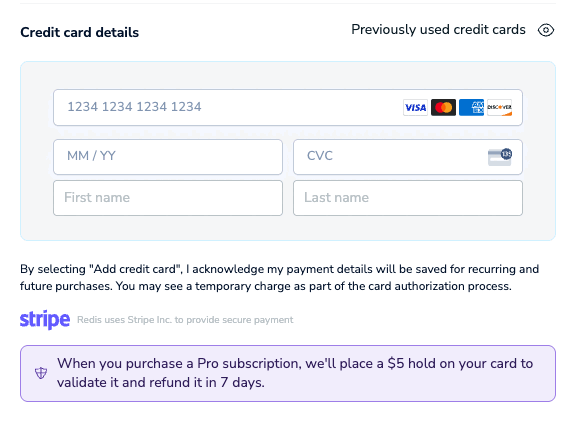 Credit card details
Previously used credit cards
1234 1234 1234 1234
VISA
AM EX
DISCOVER
MM / YY
CVC
135
First name
Last name
By selecting "Add credit card", I acknowledge my payment details will be saved for recurring and
future purchases. You may see a temporary charge as part of the card authorization process.
stripe Redis uses Stripe Inc. to provide secure payment
When you purchase a Pro subscription, we'll place a $5 hold on your card to
validate it and refund it in 7 days.